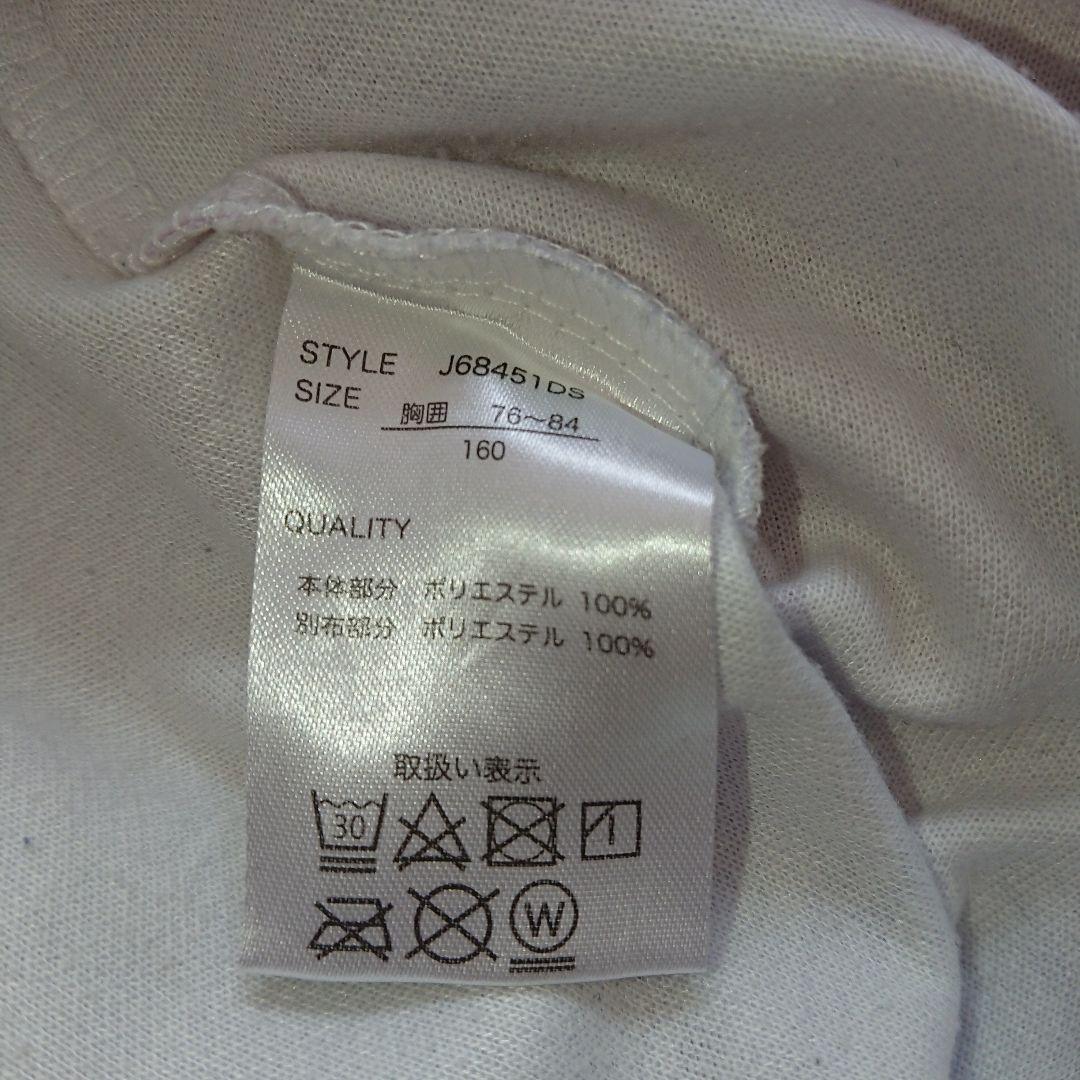 STYLE J68451DS
SIZE 胸囲 76〜84
160
QUALITY
本体部分 ポリエステル 100%
別布部分 ポリエステル 100%
取扱い表示
30
W